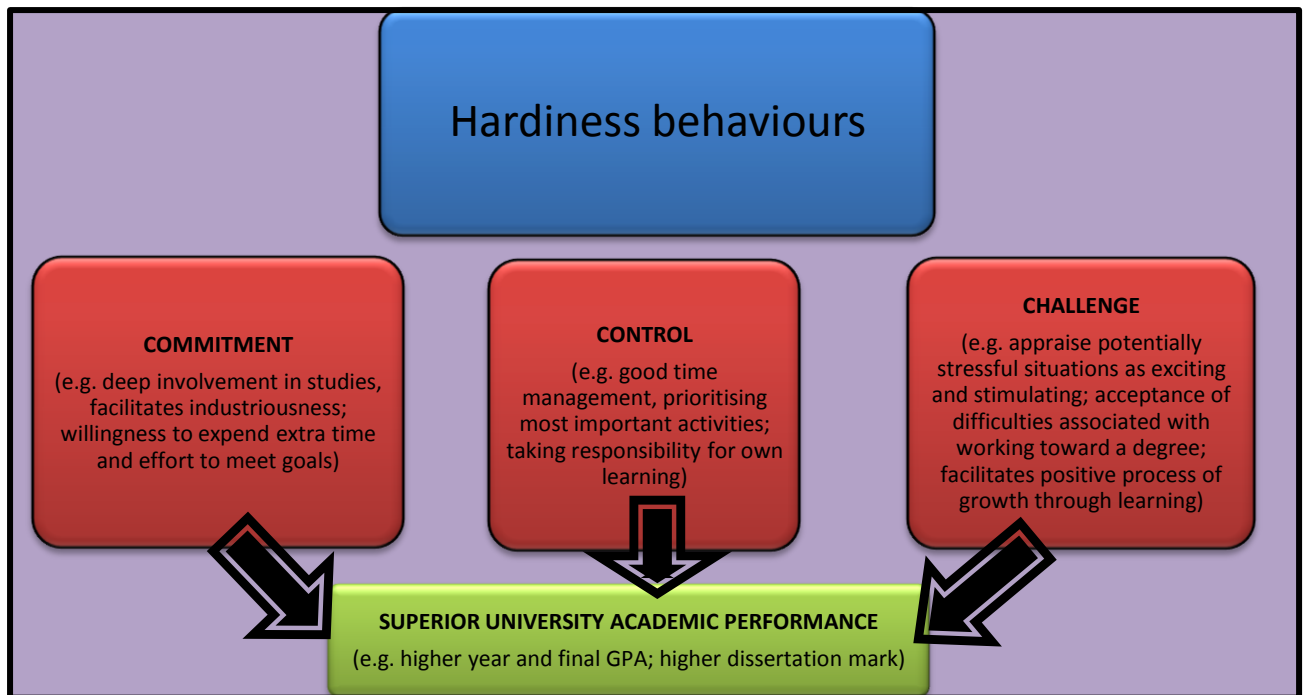 Hardiness behaviours
COMMITMENT
(e.g. deep involvement in studies,
facilitates industriousness;
willingness to expend extra time
and effort to meet goals)
CONTROL
(e.g. good time
management, prioritising
most important activities;
taking responsibility for own
learning)
CHALLENGE
(e.g. appraise potentially
stressful situations as exciting
and stimulating; acceptance of
difficulties associated with
working toward a degree;
facilitates positive process of
growth through learning)
SUPERIOR UNIVERSITY ACADEMIC PERFORMANCE
(e.g. higher year and final GPA; higher dissertation mark)